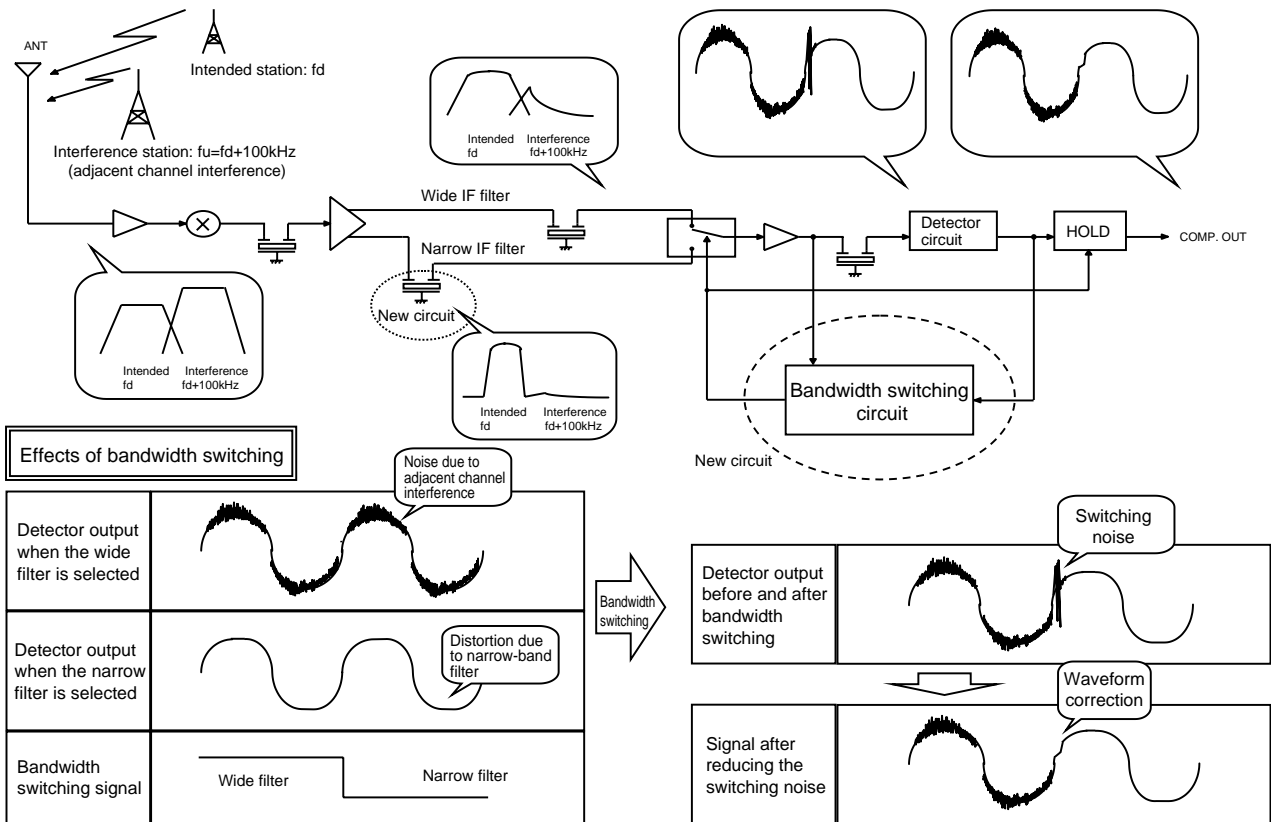 ANT
Intended station: fd
Interference station: fu=fd+100kHz
(adjacent channel interference)
Intended
fd
Interference
fd+100kHz
Wide IF filter
Narrow IF filter
New circuit
Detector
circuit
HOLD
COMP. OUT
Intended
fd
Interference
fd+100kHz
Intended
fd
Interference
fd+100kHz
Bandwidth switching
circuit
New circuit
Effects of bandwidth switching
Detector output
when the wide
filter is selected
Noise due to
adjacent channel
interference
Detector output
when the narrow
filter is selected
Distortion due
to narrow-band
filter
Bandwidth
switching signal
Wide filter
Narrow filter
Bandwidth
switching
Detector output
before and after
bandwidth
switching
Switching
noise
Signal after
reducing the
switching noise
Waveform
correction